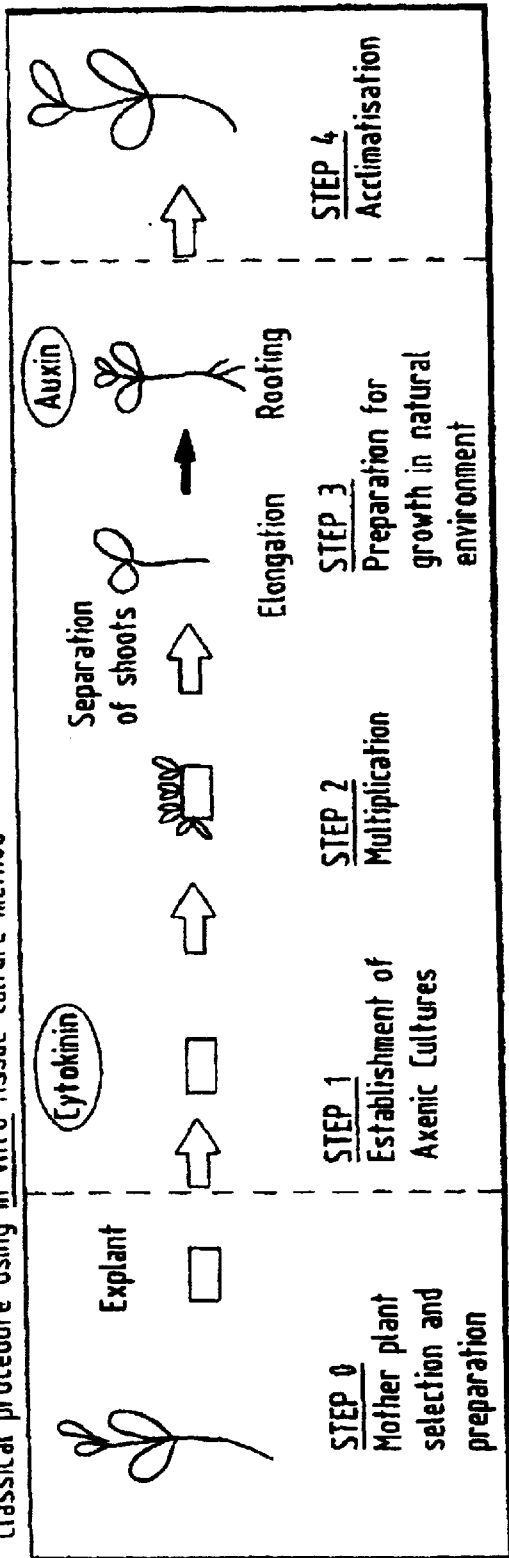 Classical procedure using in vitro tissue culture method
Explant
STEP 0
Mother plant
selection and
preparation
Cytokinin
STEP 1
Establishment of
Axenic Cultures
STEP 2
Multiplication
Separation
of shoots
Elongation
Auxin
Rooting
STEP 3
Preparation for
growth in natural
environment
STEP 4
Acclimatisation